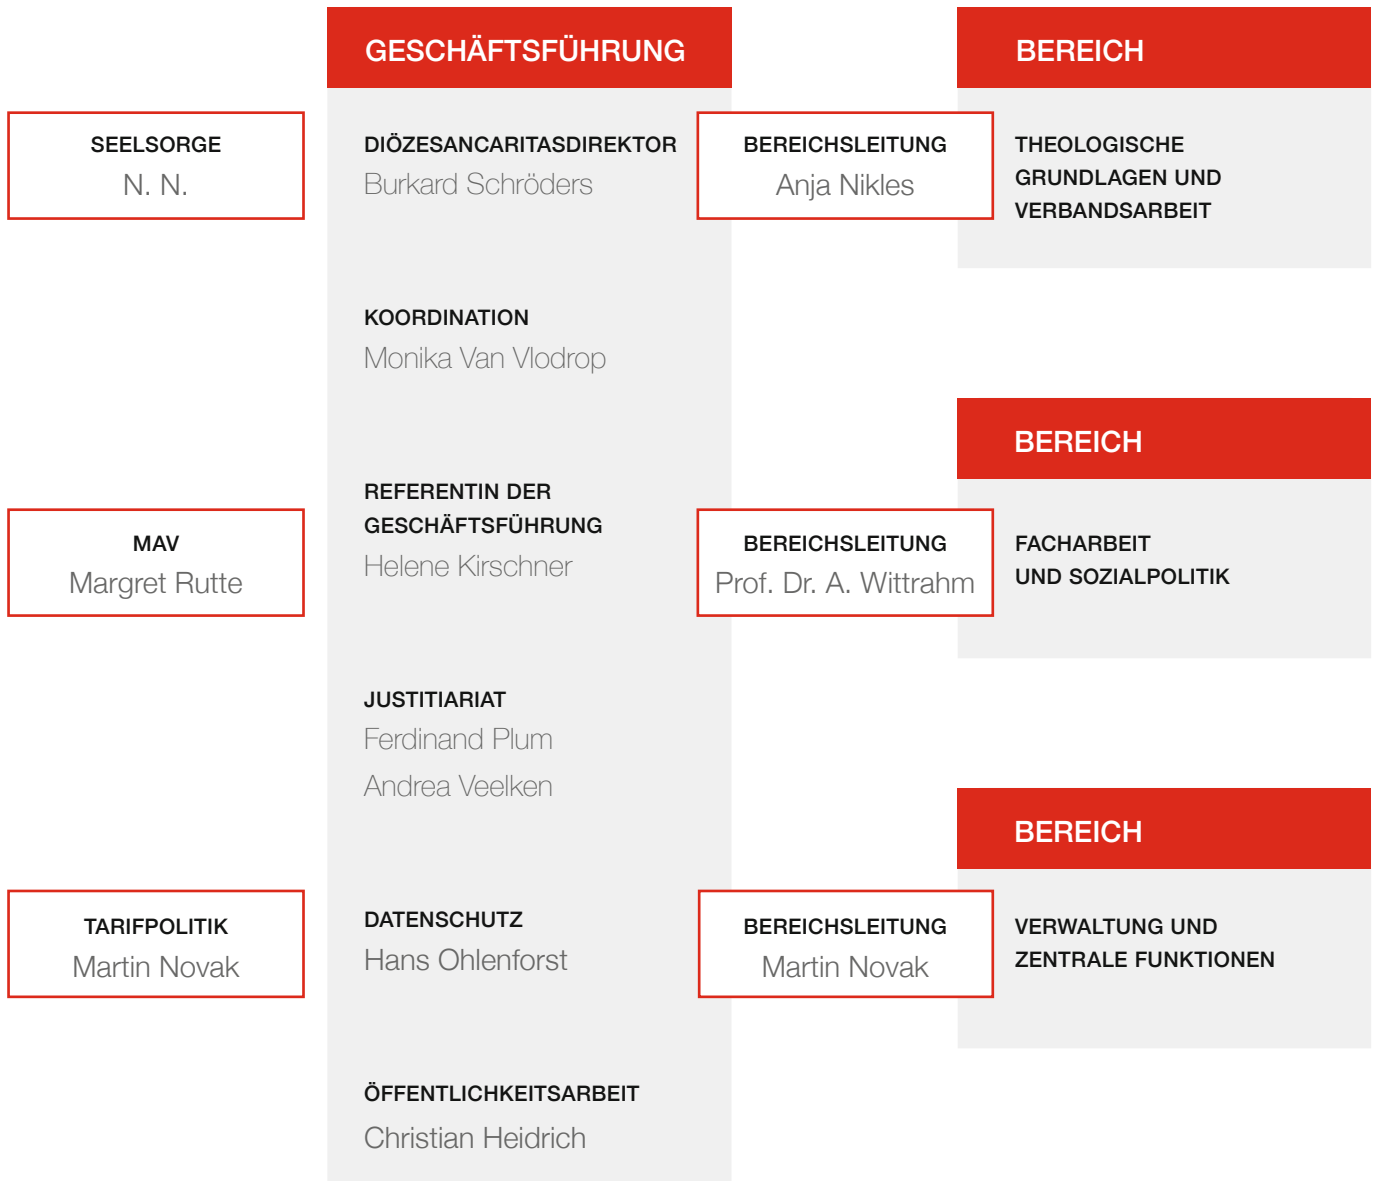 GESCHÄFTSFÜHRUNG
BEREICH
SEELSORGE
N. N.
DIÖZESANCARITASDIREKTOR
Burkard Schröders
BEREICHSLEITUNG
Anja Nikles
THEOLOGISCHE
GRUNDLAGEN UND
VERBANDSARBEIT
KOORDINATION
Monika Van Vlodrop
BEREICH
REFERENTIN DER
GESCHÄFTSFÜHRUNG
Helene Kirschner
MAV
Margret Rutte
BEREICHSLEITUNG
Prof. Dr. A. Wittrahm
FACHARBEIT
UND SOZIALPOLITIK
JUSTITIARIAT
Ferdinand Plum
Andrea Veelken
BEREICH
TARIFPOLITIK
Martin Novak
DATENSCHUTZ
Hans Ohlenforst
BEREICHSLEITUNG
Martin Novak
VERWALTUNG UND
ZENTRALE FUNKTIONEN
ÖFFENTLICHKEITSARBEIT
Christian Heidrich